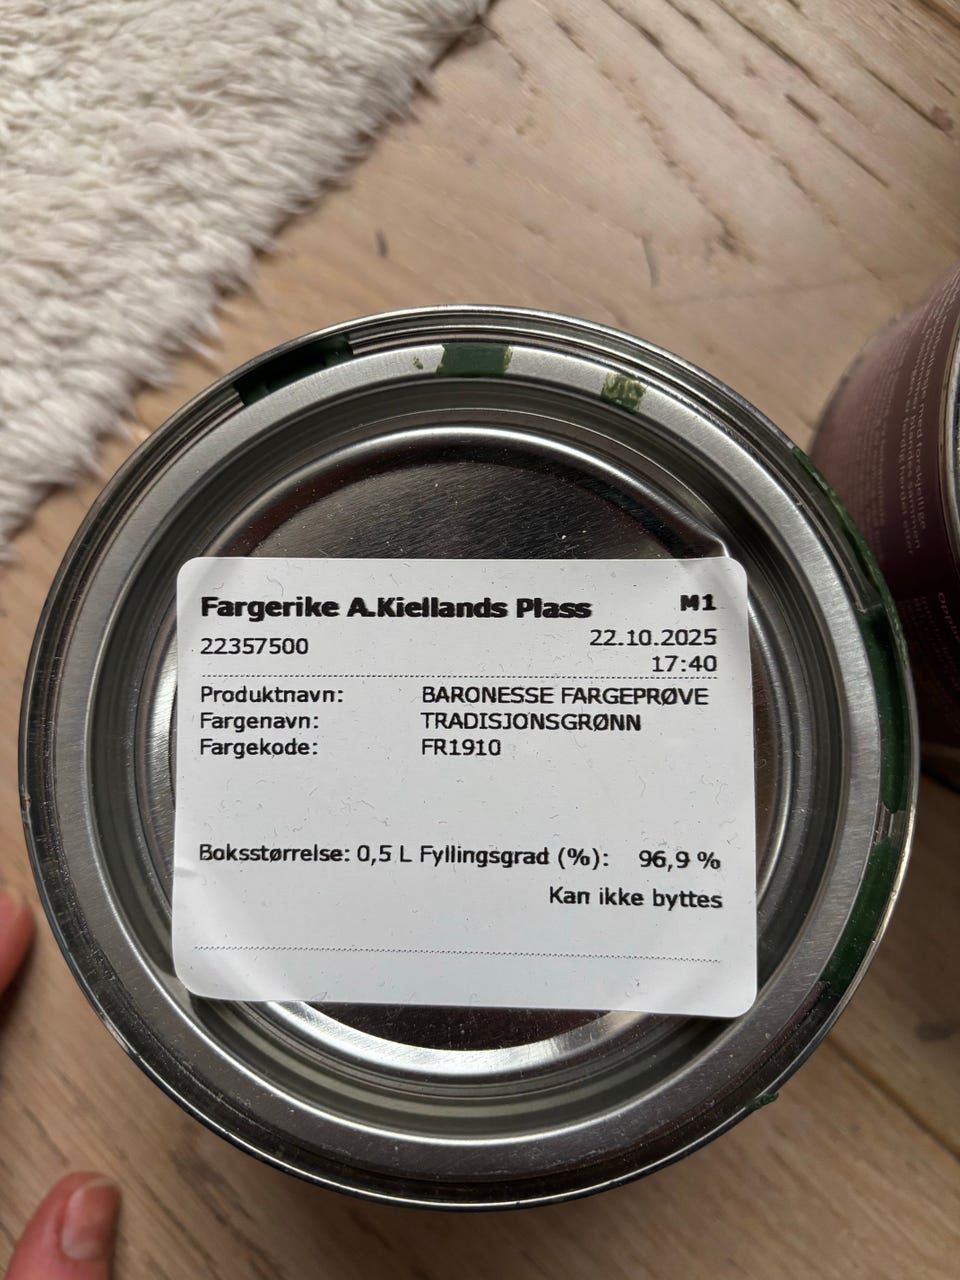 Fargerike A.Kiellands Plass M1
22357500 22.10.2025
17:40
Produktnavn: BARONESSE FARGEPRØVE
Fargenavn: TRADISJONSGRØNN
Fargekode: FR1910
Boksstørrelse: 0,5 L Fyllingsgrad (%): 96,9 %
Kan ikke byttes